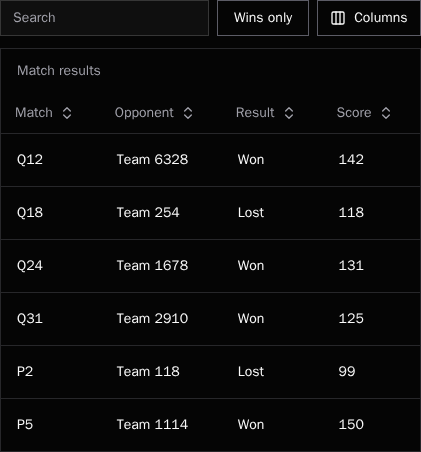 Search Wins only Columns
Match results
Match Opponent Result Score
Q12 Team 6328 Won 142
Q18 Team 254 Lost 118
Q24 Team 1678 Won 131
Q31 Team 2910 Won 125
P2 Team 118 Lost 99
P5 Team 1114 Won 150